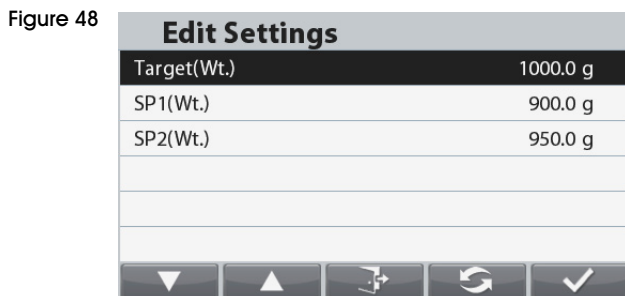 Figure 48
Edit Settings
Target(Wt.) 1000.0 g
SP1(Wt.) 900.0 g
SP2(Wt.) 950.0 g